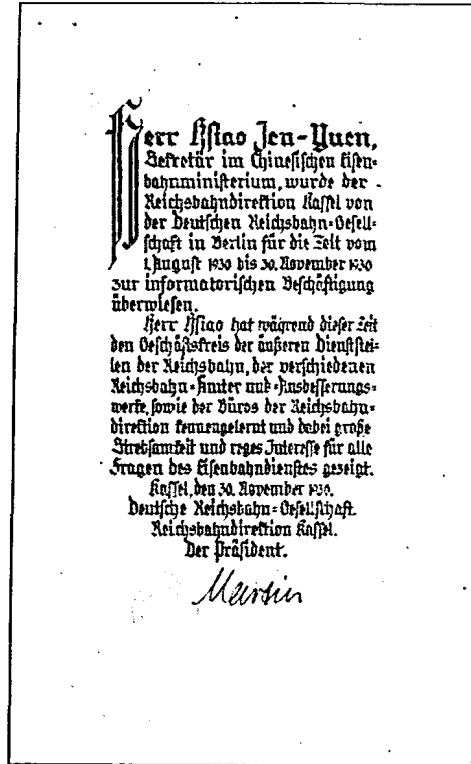 Herr Hsiao Jen-Yuen,
Sekretär im Chinesischen Eisen-
bahnministerium, wurde der
Reichsbahndirektion Kassel von
der Deutschen Reichsbahn-Gesell-
schaft in Berlin für die Zeit vom
1. August 1930 bis 30. November 1930
zur informatorischen Beschäftigung
überwiesen.
Herr Hsiao hat während dieser Zeit
den Geschäftskreis der äußeren Dienststel-
len der Reichsbahn, der verschiedenen
Reichsbahn-Ämter und -Ausbesserungs-
werke, sowie der Büros der Reichsbahn-
direktion kennengelernt und dabei große
Strebsamkeit und reges Interesse für alle
Fragen des Eisenbahndienstes gezeigt.
Kassel, den 30. November 1930.
Deutsche Reichsbahn-Gesellschaft.
Reichsbahndirektion Kassel.
Der Präsident.